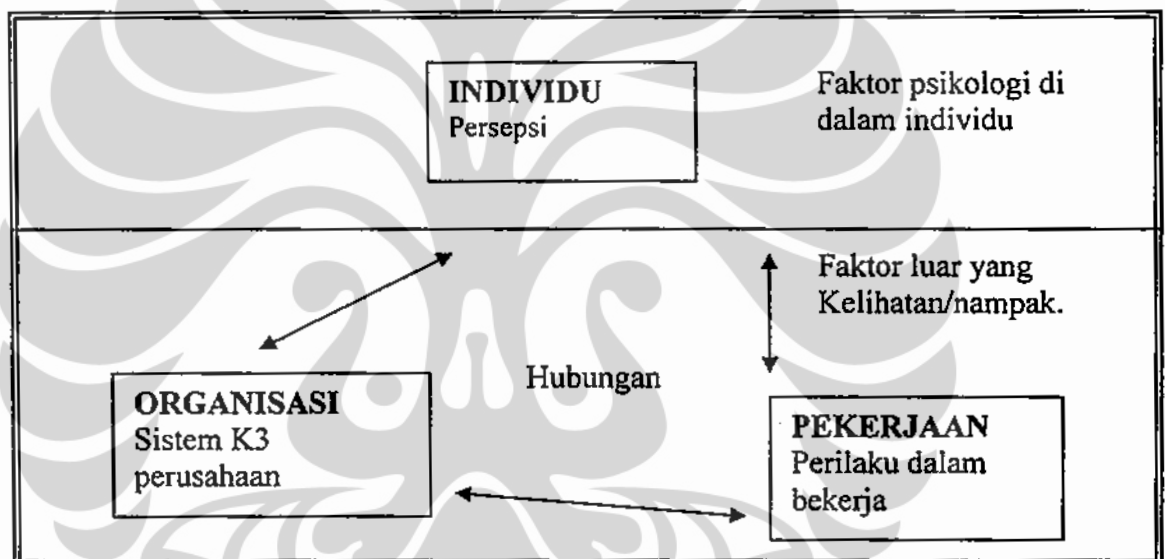 INDIVIDU
Persepsi
Faktor psikologi di
dalam individu
Faktor luar yang
Kelihatan/nampak.
Hubungan
ORGANISASI
Sistem K3
perusahaan
PEKERJAAN
Perilaku dalam
bekerja